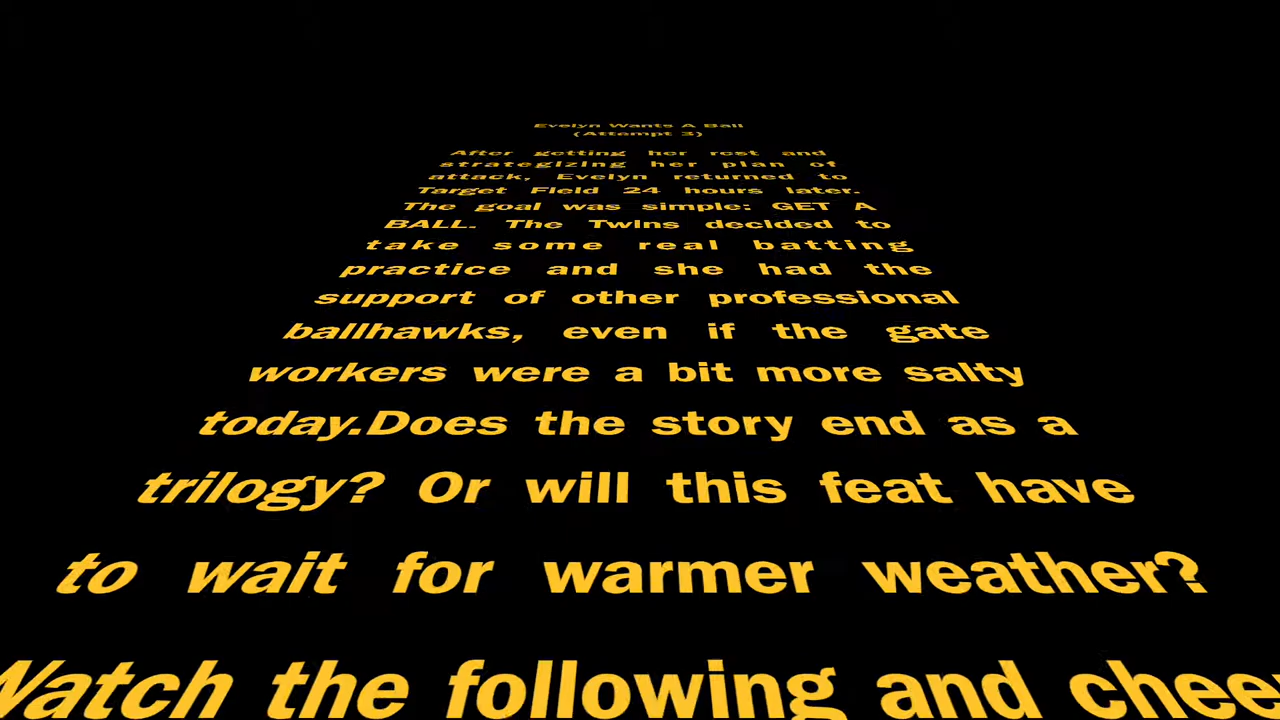 Evelyn Wants A Ball
(Attempt 3)
After getting her rest and
strategizing her plan of
attack, Evelyn returned to
Target Field 24 hours later.
The goal was simple: GET A
BALL. The Twins decided to
take some real batting
practice and she had the
support of other professional
ballhawks, even if the gate
workers were a bit more salty
today.Does the story end as a
trilogy? Or will this feat have
to wait for warmer weather?
Watch the following and cheer